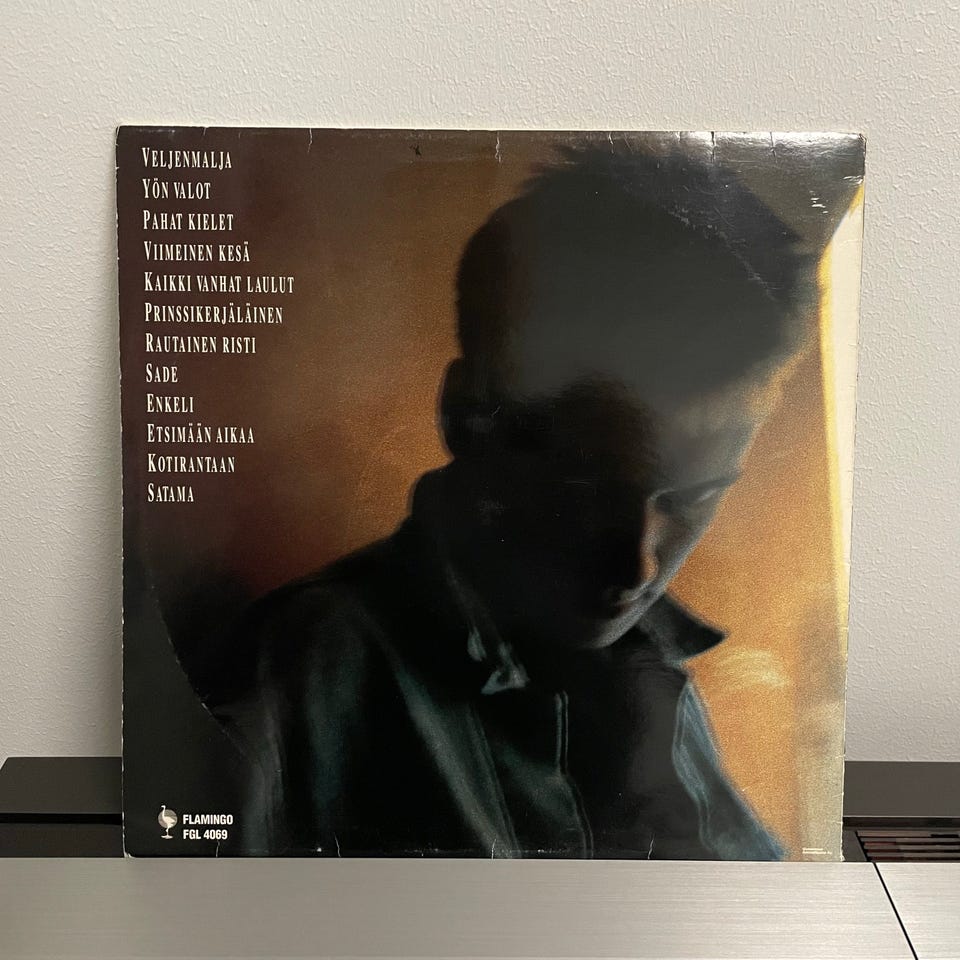 VELJENMALJA
YÖN VALOT
PAHAT KIELET
VIIMEINEN KESÄ
KAIKKI VANHAT LAULUT
PRINSSIKERJÄLÄINEN
RAUTAINEN RISTI
SADE
ENKELI
ETSIMÄÄN AIKAA
KOTIRANTAAN
SATAMA
FLAMINGO
FGL 4069